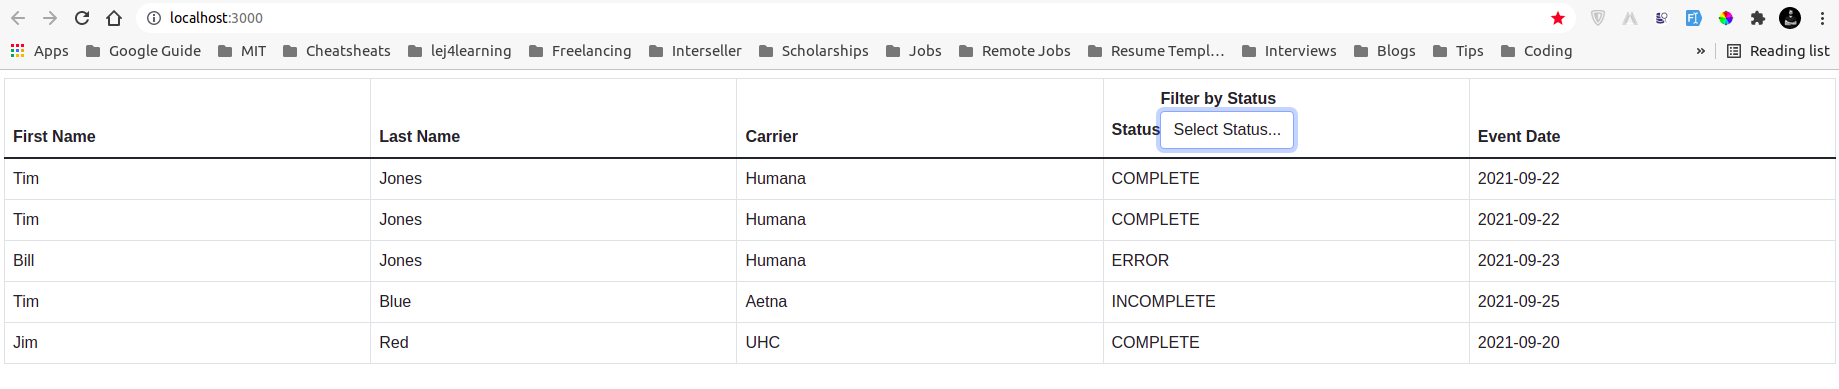 localhost:3000
Apps Google Guide MIT Cheatsheats lej4learning Freelancing Interseller Scholarships Jobs Remote Jobs Resume Templ... Interviews Blogs Tips Coding » Reading list
Filter by Status
First Name Last Name Carrier Status Select Status... Event Date
Tim Jones Humana COMPLETE 2021-09-22
Tim Jones Humana COMPLETE 2021-09-22
Bill Jones Humana ERROR 2021-09-23
Tim Blue Aetna INCOMPLETE 2021-09-25
Jim Red UHC COMPLETE 2021-09-20